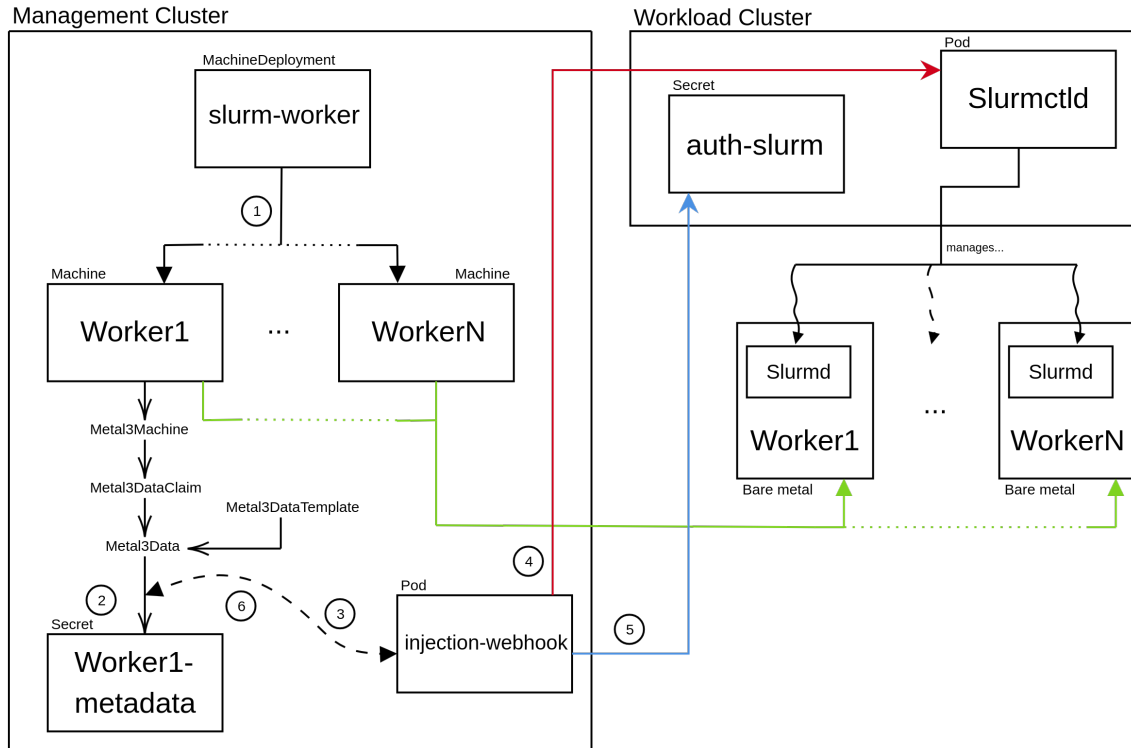 Management Cluster
MachineDeployment
slurm-worker
1
Machine
Worker1
...
Machine
WorkerN
Metal3Machine
Metal3DataClaim
Metal3DataTemplate
Metal3Data
2
6
3
4
5
Secret
Worker1-
metadata
Pod
injection-webhook
Workload Cluster
Secret
auth-slurm
Pod
Slurmctld
manages...
Slurmd
Worker1
Bare metal
...
Slurmd
WorkerN
Bare metal